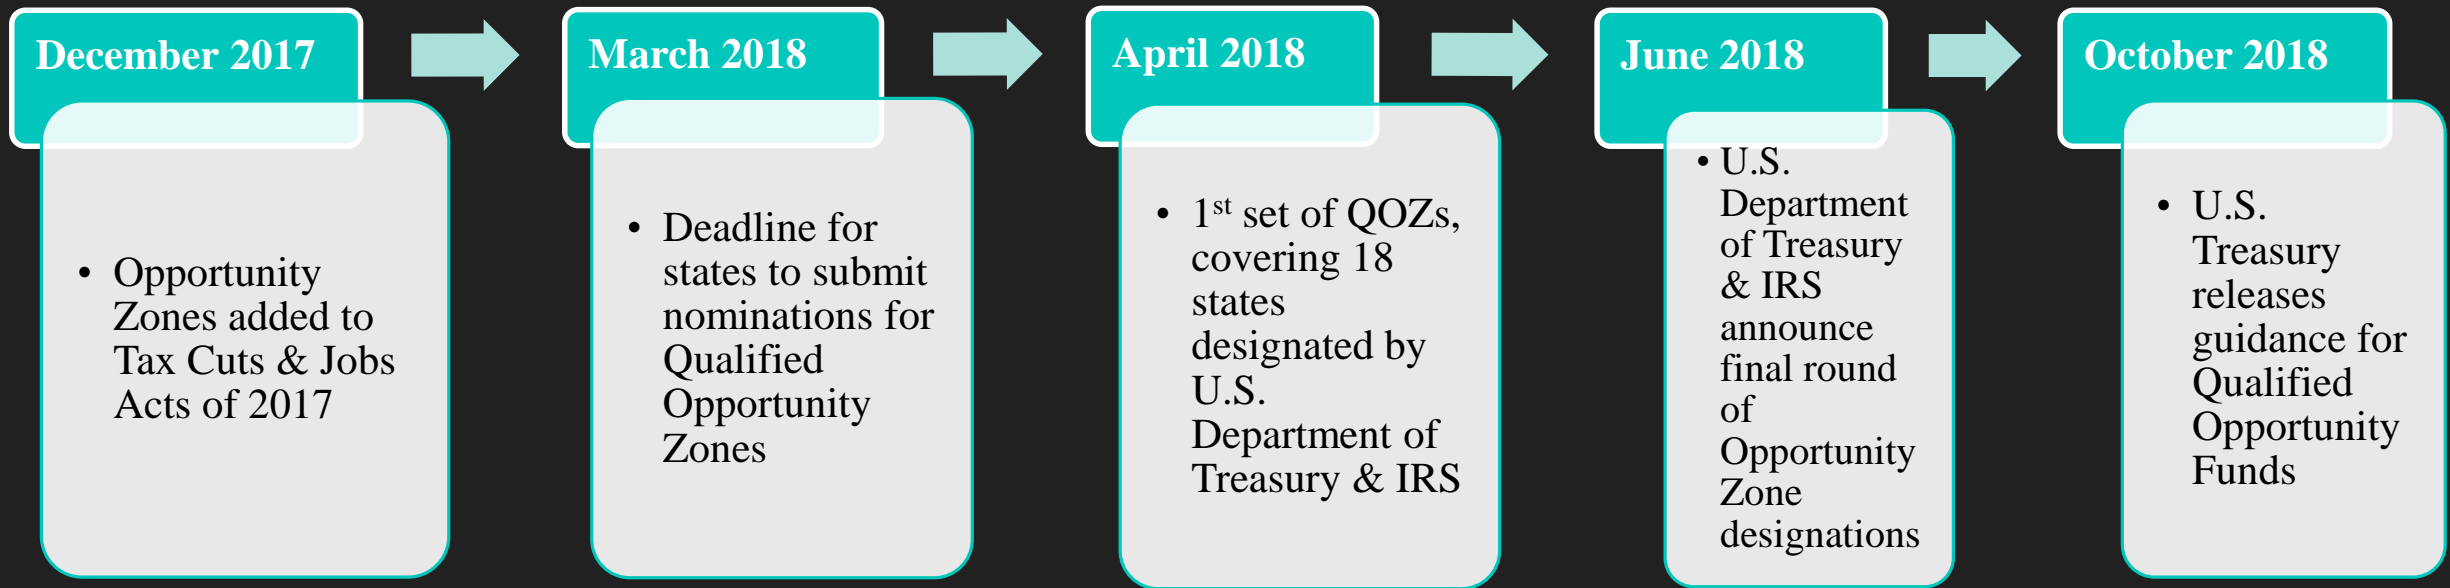 December 2017
• Opportunity
Zones added to
Tax Cuts & Jobs
Acts of 2017
March 2018
• Deadline for
states to submit
nominations for
Qualified
Opportunity
Zones
April 2018
• 1st set of QOZs,
covering 18
states
designated by
U.S.
Department of
Treasury & IRS
June 2018
• U.S.
Department
of Treasury
& IRS
announce
final round
of
Opportunity
Zone
designations
October 2018
• U.S.
Treasury
releases
guidance for
Qualified
Opportunity
Funds